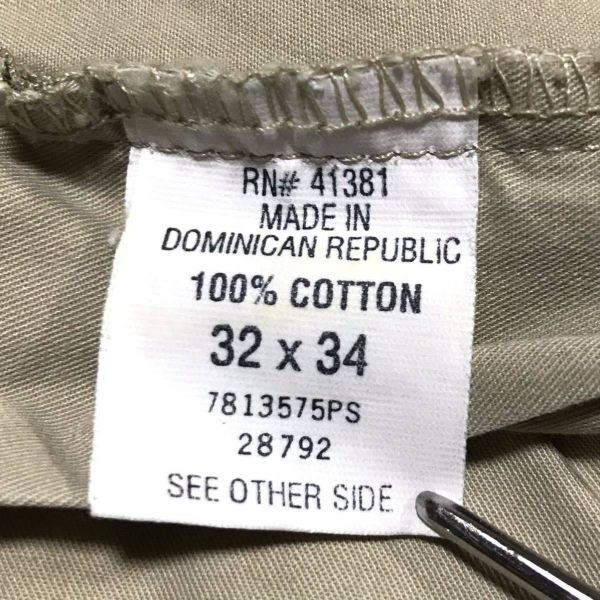 RN# 41381
MADE IN
DOMINICAN REPUBLIC
100% COTTON
32 x 34
7813575PS
28792
SEE OTHER SIDE